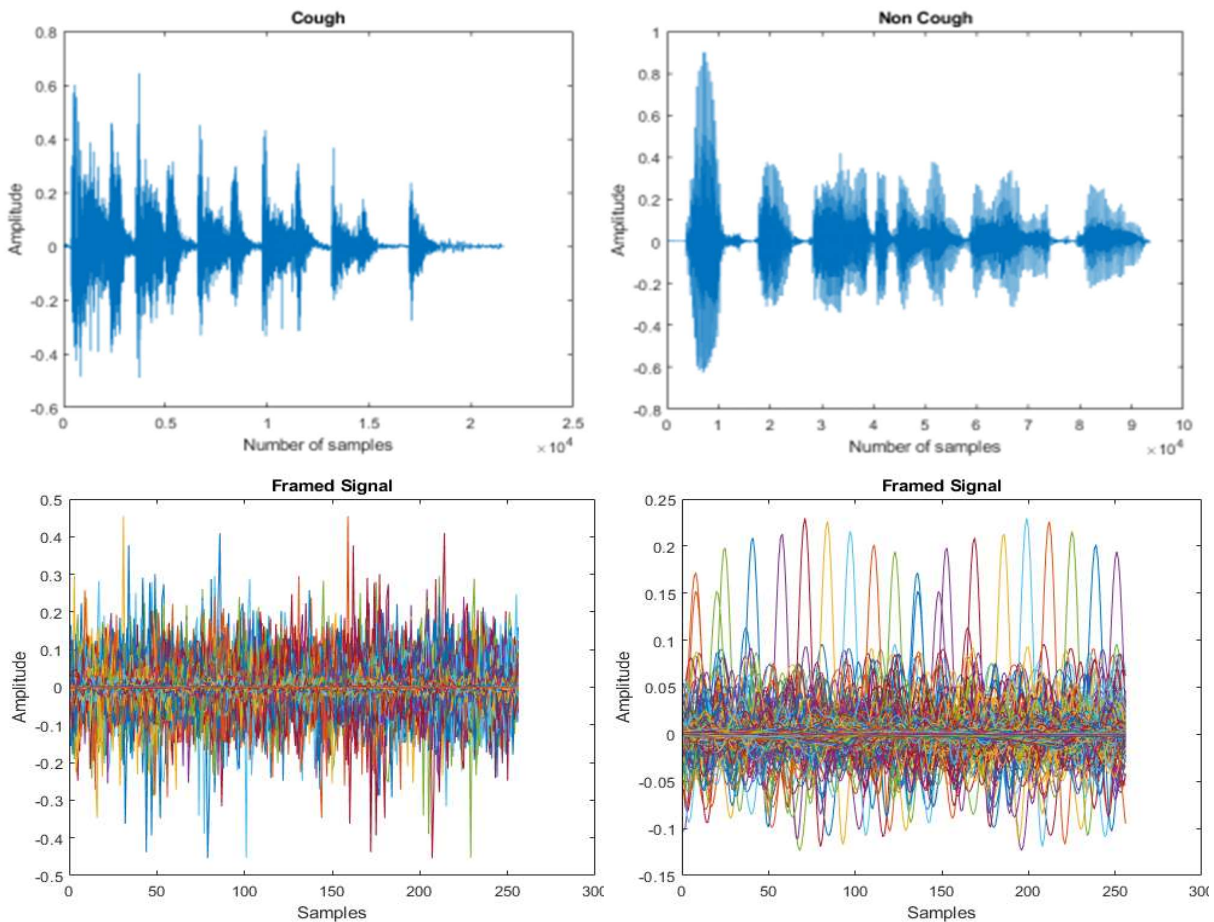 Cough
0.8
0.6
0.4
0.2
0
-0.2
-0.4
-0.6
Amplitude
0 0.5 1 1.5 2 2.5
Number of samples
×10^4
Non Cough
1
0.8
0.6
0.4
0.2
0
-0.2
-0.4
-0.6
-0.8
Amplitude
0 1 2 3 4 5 6 7 8 9 10
Number of samples
×10^4
Framed Signal
0.5
0.4
0.3
0.2
0.1
0
-0.1
-0.2
-0.3
-0.4
-0.5
Amplitude
0 50 100 150 200 250 300
Samples
Framed Signal
0.25
0.2
0.15
0.1
0.05
0
-0.05
-0.1
-0.15
Amplitude
0 50 100 150 200 250 300
Samples